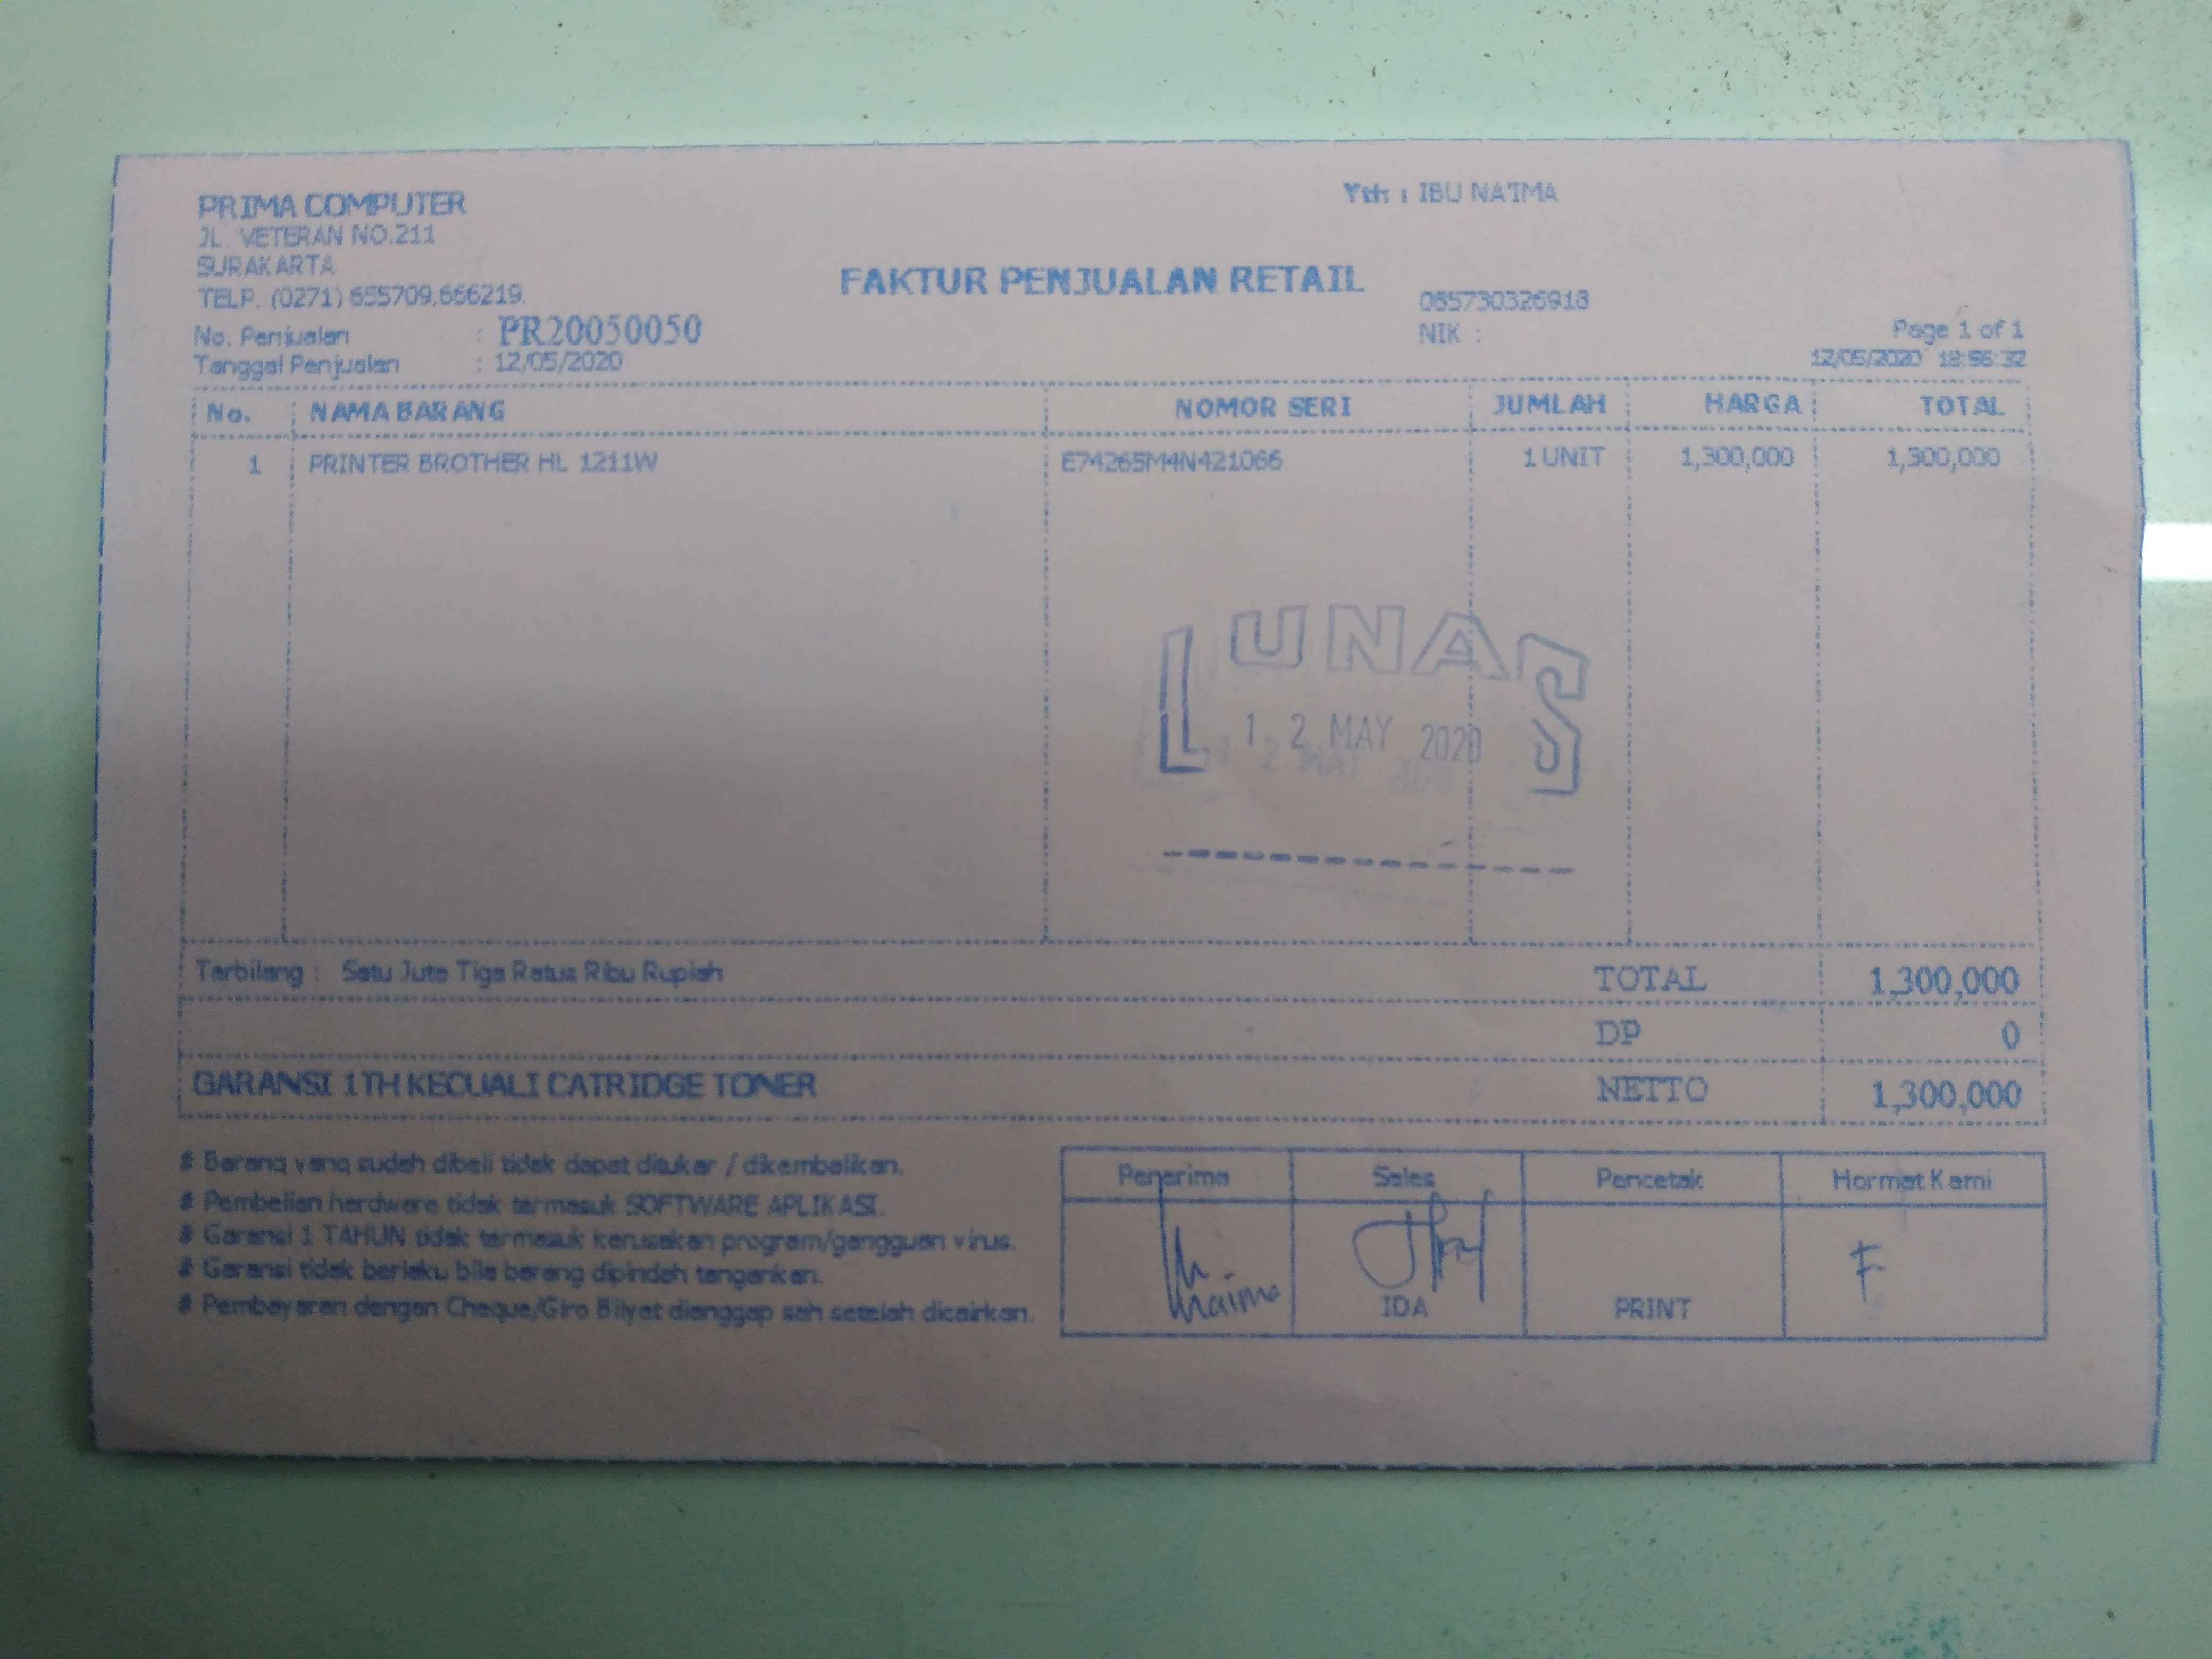 PRIMA COMPUTER
JL. VETERAN NO.211
SURAKARTA
TELP. (0271) 655709,666219.
Yth : IBU NA'IMA
FAKTUR PENJUALAN RETAIL
085730326918
NIK :
No. Penjualan : PR20050050
Tanggal Penjualan : 12/05/2020
Page 1 of 1
12/05/2020 18:56:32
No. NAMA BARANG NOMOR SERI JUMLAH HARGA TOTAL
1 PRINTER BROTHER HL 1211W E74265M4N421066 1 UNIT 1,300,000 1,300,000
LUNAS
12 MAY 2020
Terbilang : Satu Juta Tiga Ratus Ribu Rupiah TOTAL 1,300,000
DP 0
GARANSI 1TH KECUALI CATRIDGE TONER NETTO 1,300,000
# Barang yang sudah dibeli tidak dapat ditukar / dikembalikan.
# Pembelian hardware tidak termasuk SOFTWARE APLIKASI.
# Garansi 1 TAHUN tidak termasuk kerusakan program/gangguan virus.
# Garansi tidak berlaku bila barang dipindah tangankan.
# Pembayaran dengan Cheque/Giro Bilyet dianggap sah setelah dicairkan.
Penerima Sales Pencetak Hormat Kami
Naima
IDA PRINT
F.